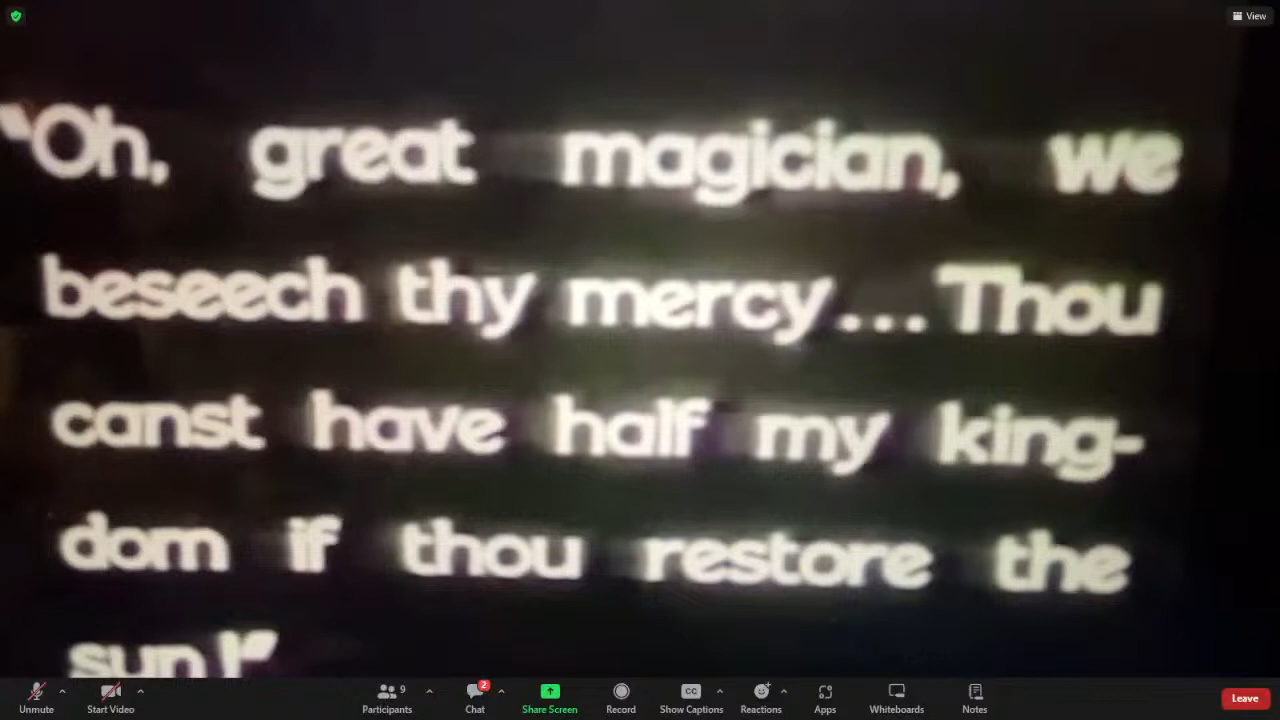 View
"Oh, great magician, we
beseech thy mercy... Thou
canst have half my king-
dom if thou restore the
sun!"
9
2
CC
Unmute
Start Video
Participants
Chat
Share Screen
Record
Show Captions
Reactions
Apps
Whiteboards
Notes
Leave